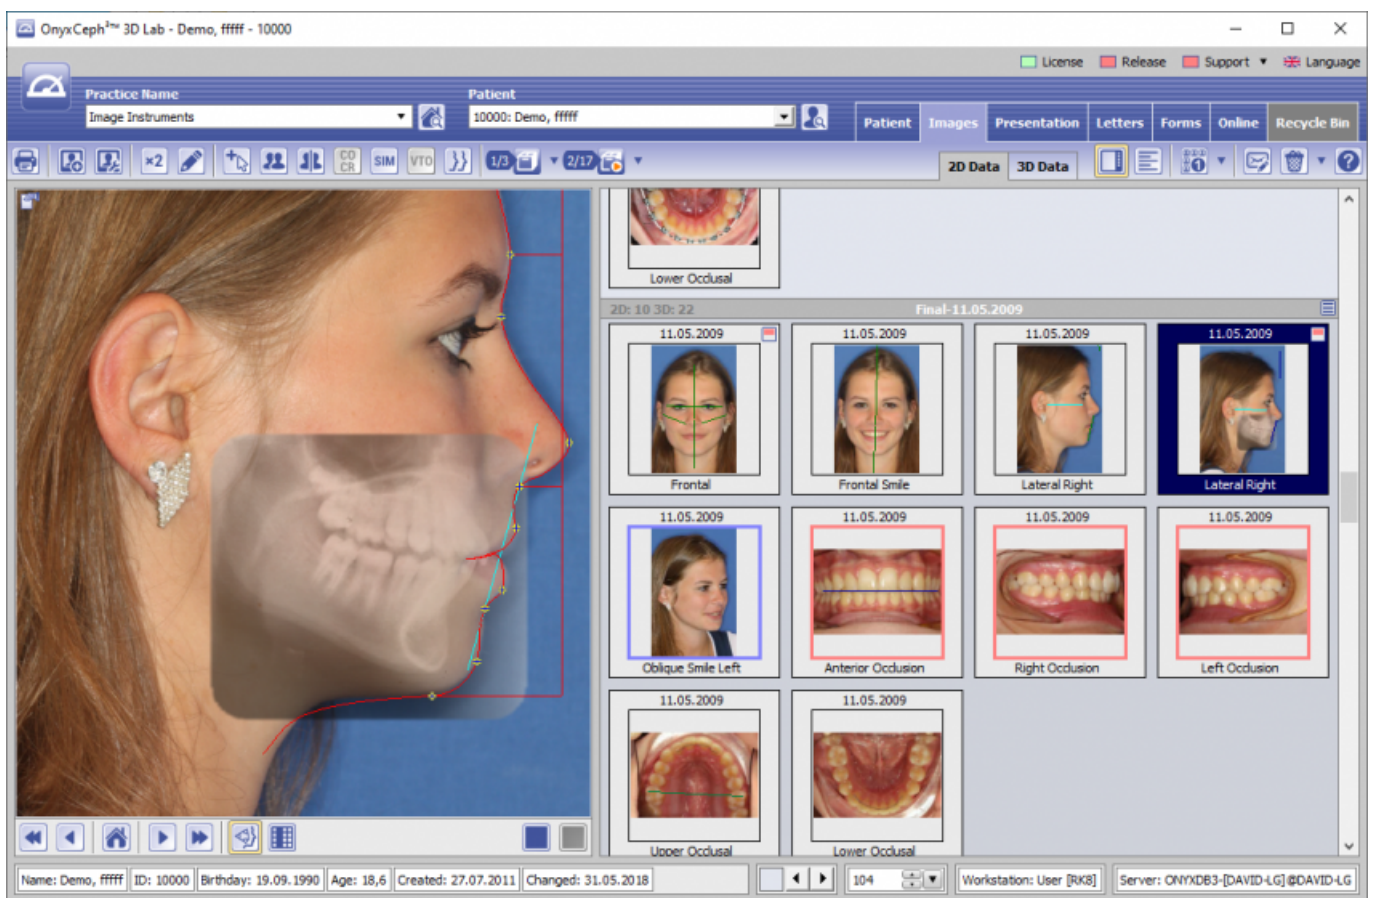 OnyxCeph³™ 3D Lab - Demo, fffff - 10000
License Release Support Language
Practice Name Patient
Image Instruments 10000: Demo, fffff
Patient Images Presentation Letters Forms Online Recycle Bin
×2 CO CR SIM VTO 1/3 2/17
2D Data 3D Data
Lower Occlusal
2D: 10 3D: 22 Final-11.05.2009
11.05.2009 11.05.2009 11.05.2009 11.05.2009
Frontal Frontal Smile Lateral Right Lateral Right
11.05.2009 11.05.2009 11.05.2009 11.05.2009
Oblique Smile Left Anterior Occlusion Right Occlusion Left Occlusion
11.05.2009 11.05.2009
Upper Occlusal Lower Occlusal
Name: Demo, fffff ID: 10000 Birthday: 19.09.1990 Age: 18,6 Created: 27.07.2011 Changed: 31.05.2018 104 Workstation: User [RK8] Server: ONYXDB3-[DAVID-LG]@DAVID-LG